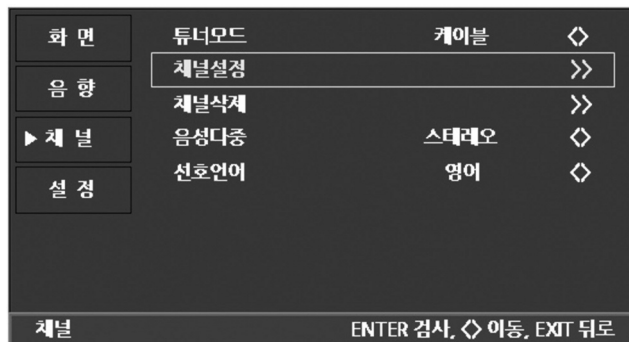 화 면
음 향
▶채 널
설 정
튜너모드 케이블 <>
채널설정 >>
채널삭제 >>
음성다중 스테레오 <>
선호언어 영어 <>
채널 ENTER 검사, <> 이동, EXIT 뒤로